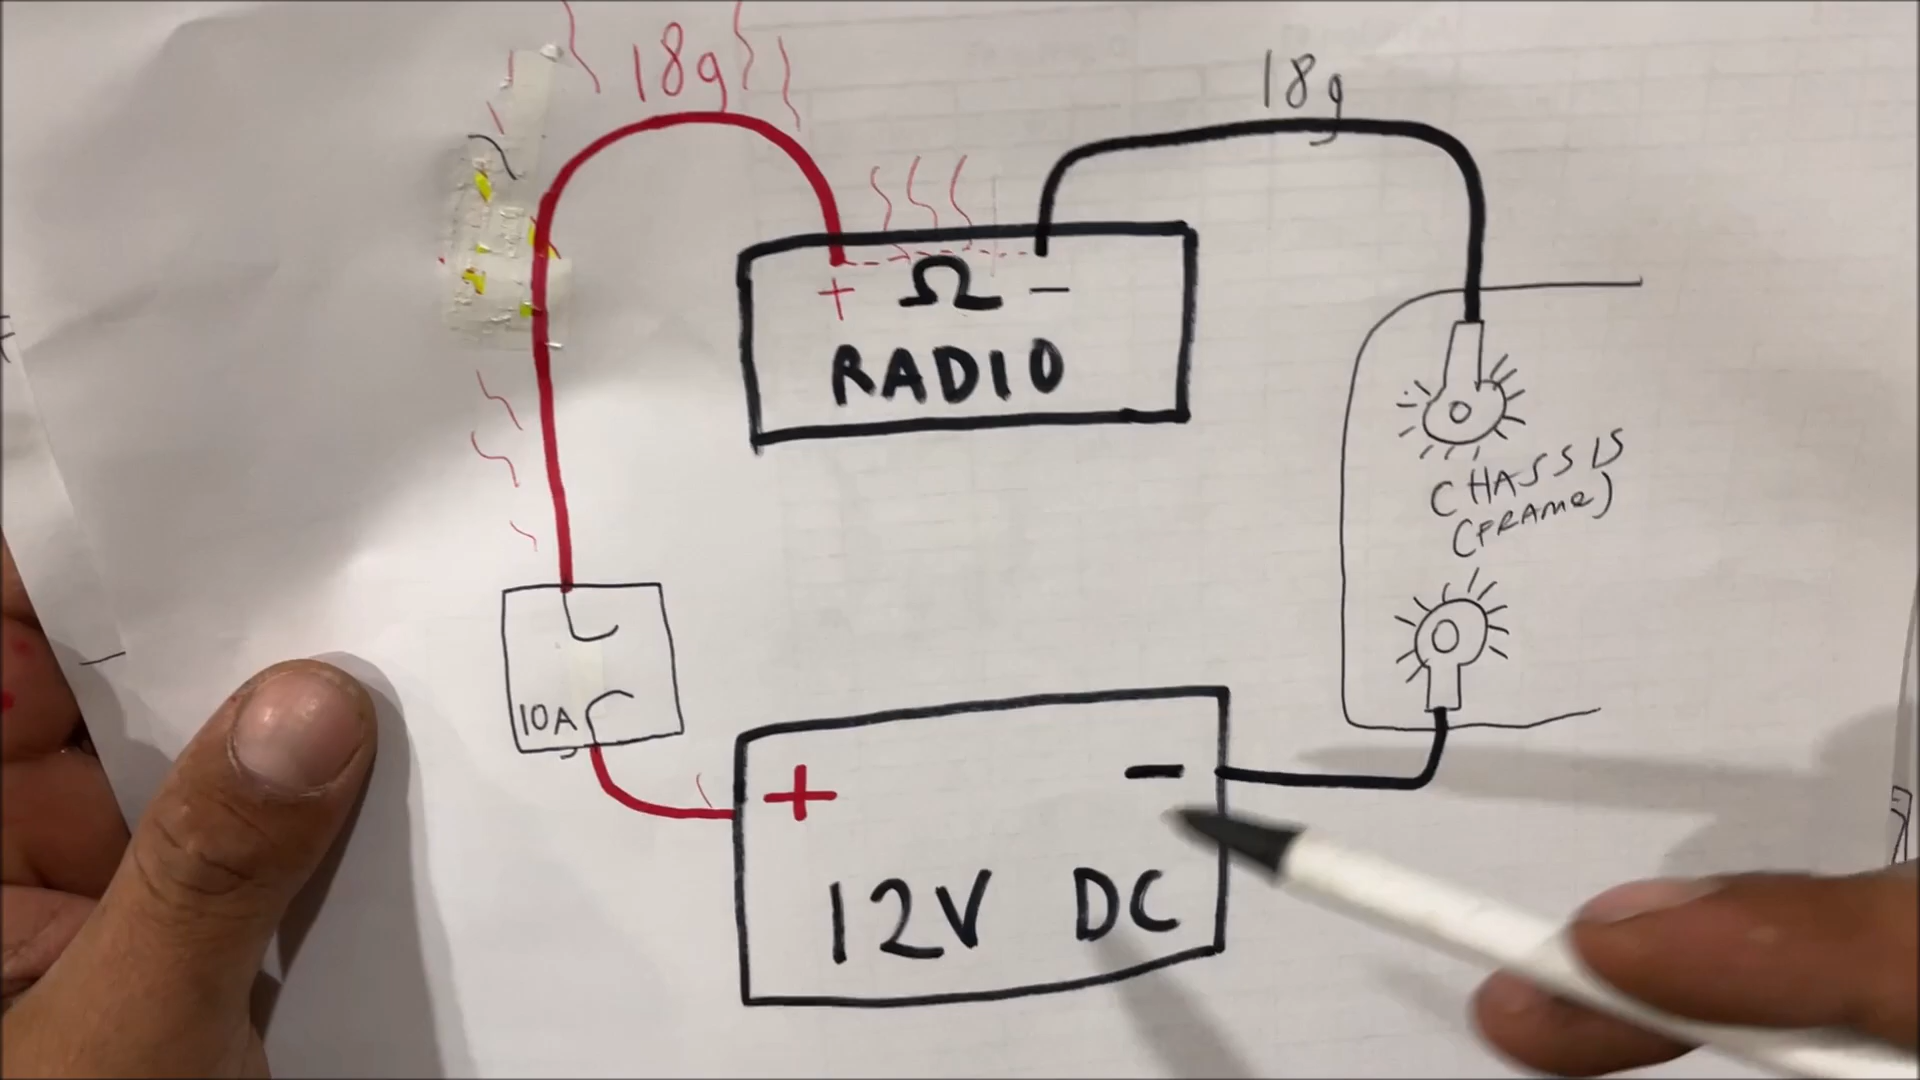 18g
18g
+ Ω −
RADIO
CHASSIS
(FRAME)
10A
+ −
12V DC